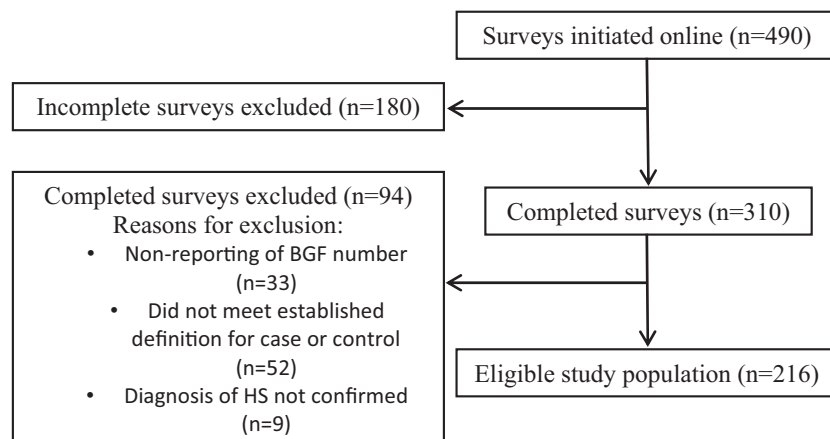 Surveys initiated online (n=490)
Incomplete surveys excluded (n=180)
Completed surveys excluded (n=94)
Reasons for exclusion:
• Non-reporting of BGF number
(n=33)
• Did not meet established
definition for case or control
(n=52)
• Diagnosis of HS not confirmed
(n=9)
Completed surveys (n=310)
Eligible study population (n=216)